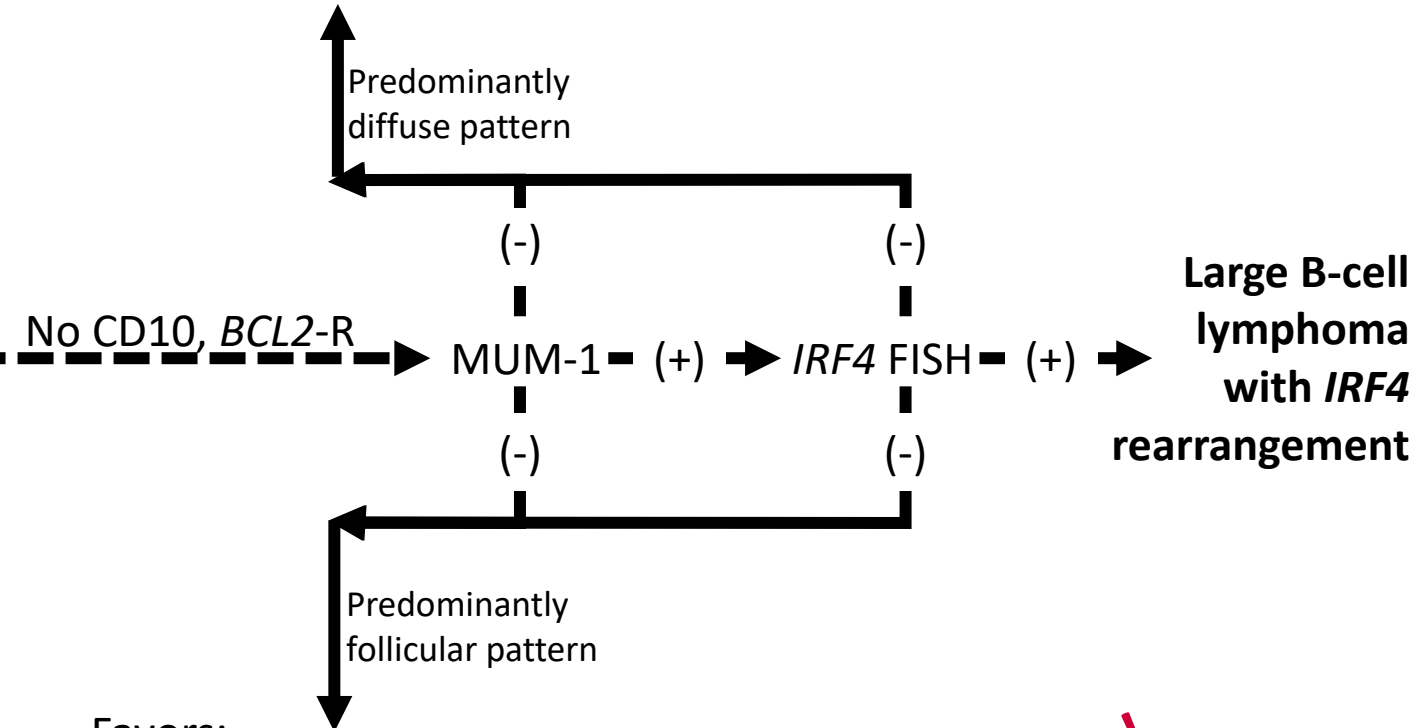 Predominantly
diffuse pattern
(-)
(-)
No CD10, BCL2-R
MUM-1
(+)
IRF4 FISH
(+)
Large B-cell
lymphoma
with IRF4
rearrangement
(-)
(-)
Predominantly
follicular pattern
Favors: